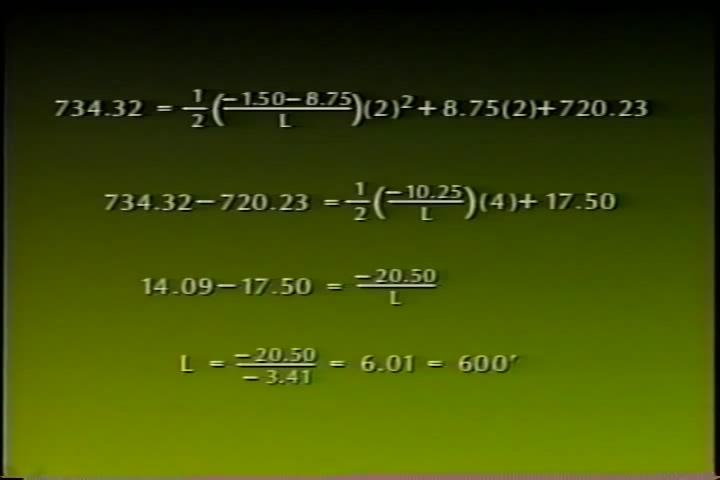 734.32 = 1/2 (-1.50-8.75/L)(2)²+8.75(2)+720.23
734.32-720.23 = 1/2 (-10.25/L)(4)+17.50
14.09-17.50 = -20.50/L
L = -20.50/-3.41 = 6.01 = 600'